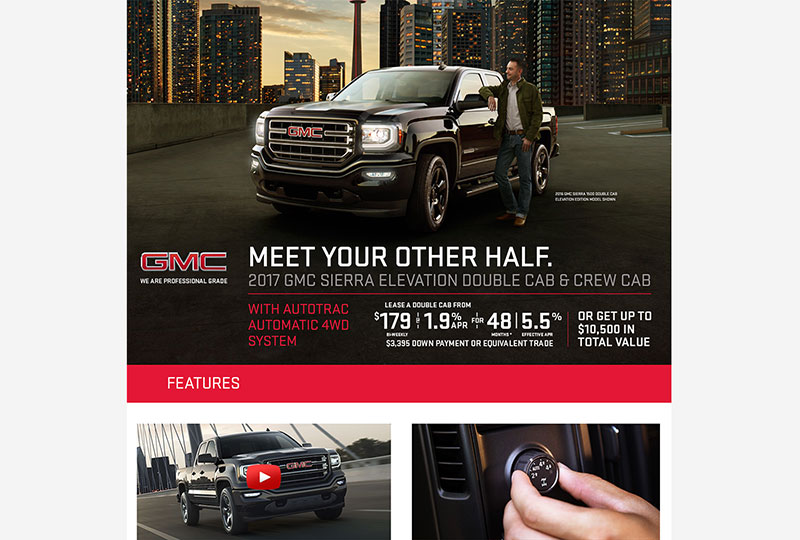 GMC
2016 GMC SIERRA 1500 DOUBLE CAB
ELEVATION EDITION MODEL SHOWN
GMC
WE ARE PROFESSIONAL GRADE
MEET YOUR OTHER HALF.
2017 GMC SIERRA ELEVATION DOUBLE CAB & CREW CAB
WITH AUTOTRAC
AUTOMATIC 4WD
SYSTEM
LEASE A DOUBLE CAB FROM
$179 BI-WEEKLY 1.9% APR FOR 48 MONTHS* 5.5% EFFECTIVE APR
$3,395 DOWN PAYMENT OR EQUIVALENT TRADE
OR GET UP TO
$10,500 IN
TOTAL VALUE
FEATURES
GMC